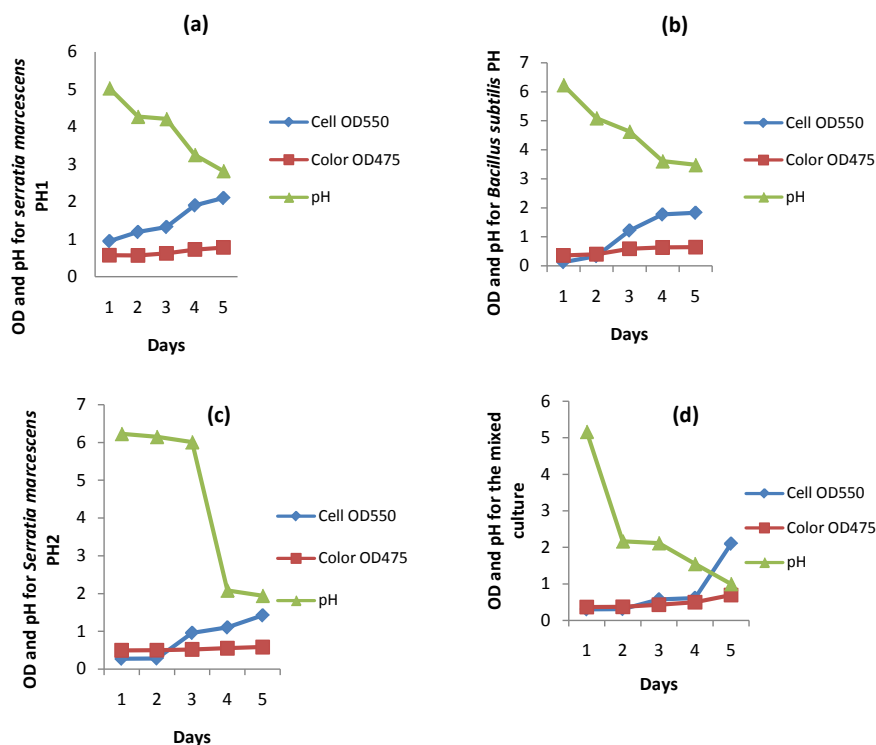 (a)
OD and pH for serratia marcescens
PH1
6
5
4
3
2
1
0
1 2 3 4 5
Days
Cell OD550
Color OD475
pH
(b)
OD and pH for Bacillus subtilis PH
7
6
5
4
3
2
1
0
1 2 3 4 5
Days
Cell OD550
Color OD475
pH
(c)
OD and pH for Serratia marcescens
PH2
7
6
5
4
3
2
1
0
1 2 3 4 5
Days
Cell OD550
Color OD475
pH
(d)
OD and pH for the mixed
culture
6
5
4
3
2
1
0
1 2 3 4 5
Days
Cell OD550
Color OD475
pH